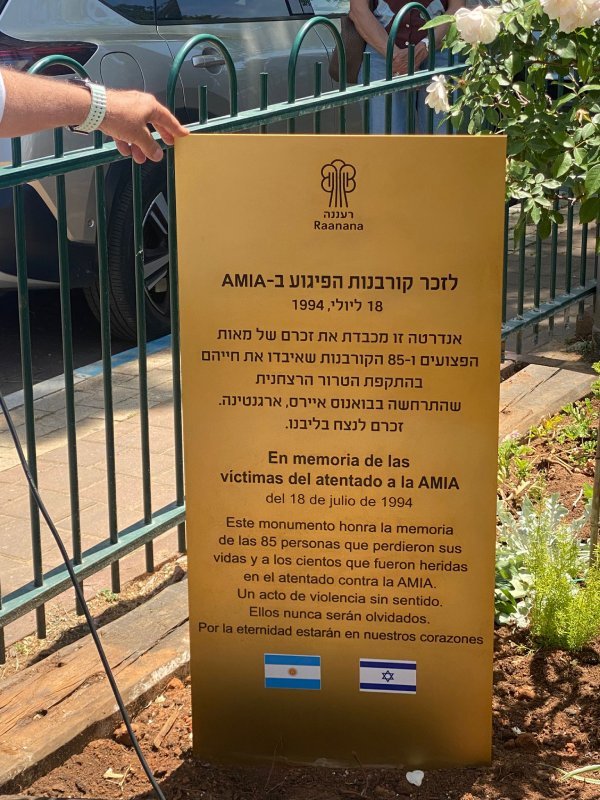 רעננה
Raanana
לזכר קורבנות הפיגוע ב-AMIA
18 ליולי, 1994
אנדרטה זו מכבדת את זכרם של מאות
הפצועים ו-85 הקורבנות שאיבדו את חייהם
בהתקפת הטרור הרצחנית
שהתרחשה בבואנוס איירס, ארגנטינה.
זכרם לנצח בליבנו.
En memoria de las
víctimas del atentado a la AMIA
del 18 de julio de 1994
Este monumento honra la memoria
de las 85 personas que perdieron sus
vidas y a los cientos que fueron heridas
en el atentado contra la AMIA.
Un acto de violencia sin sentido.
Ellos nunca serán olvidados.
Por la eternidad estarán en nuestros corazones